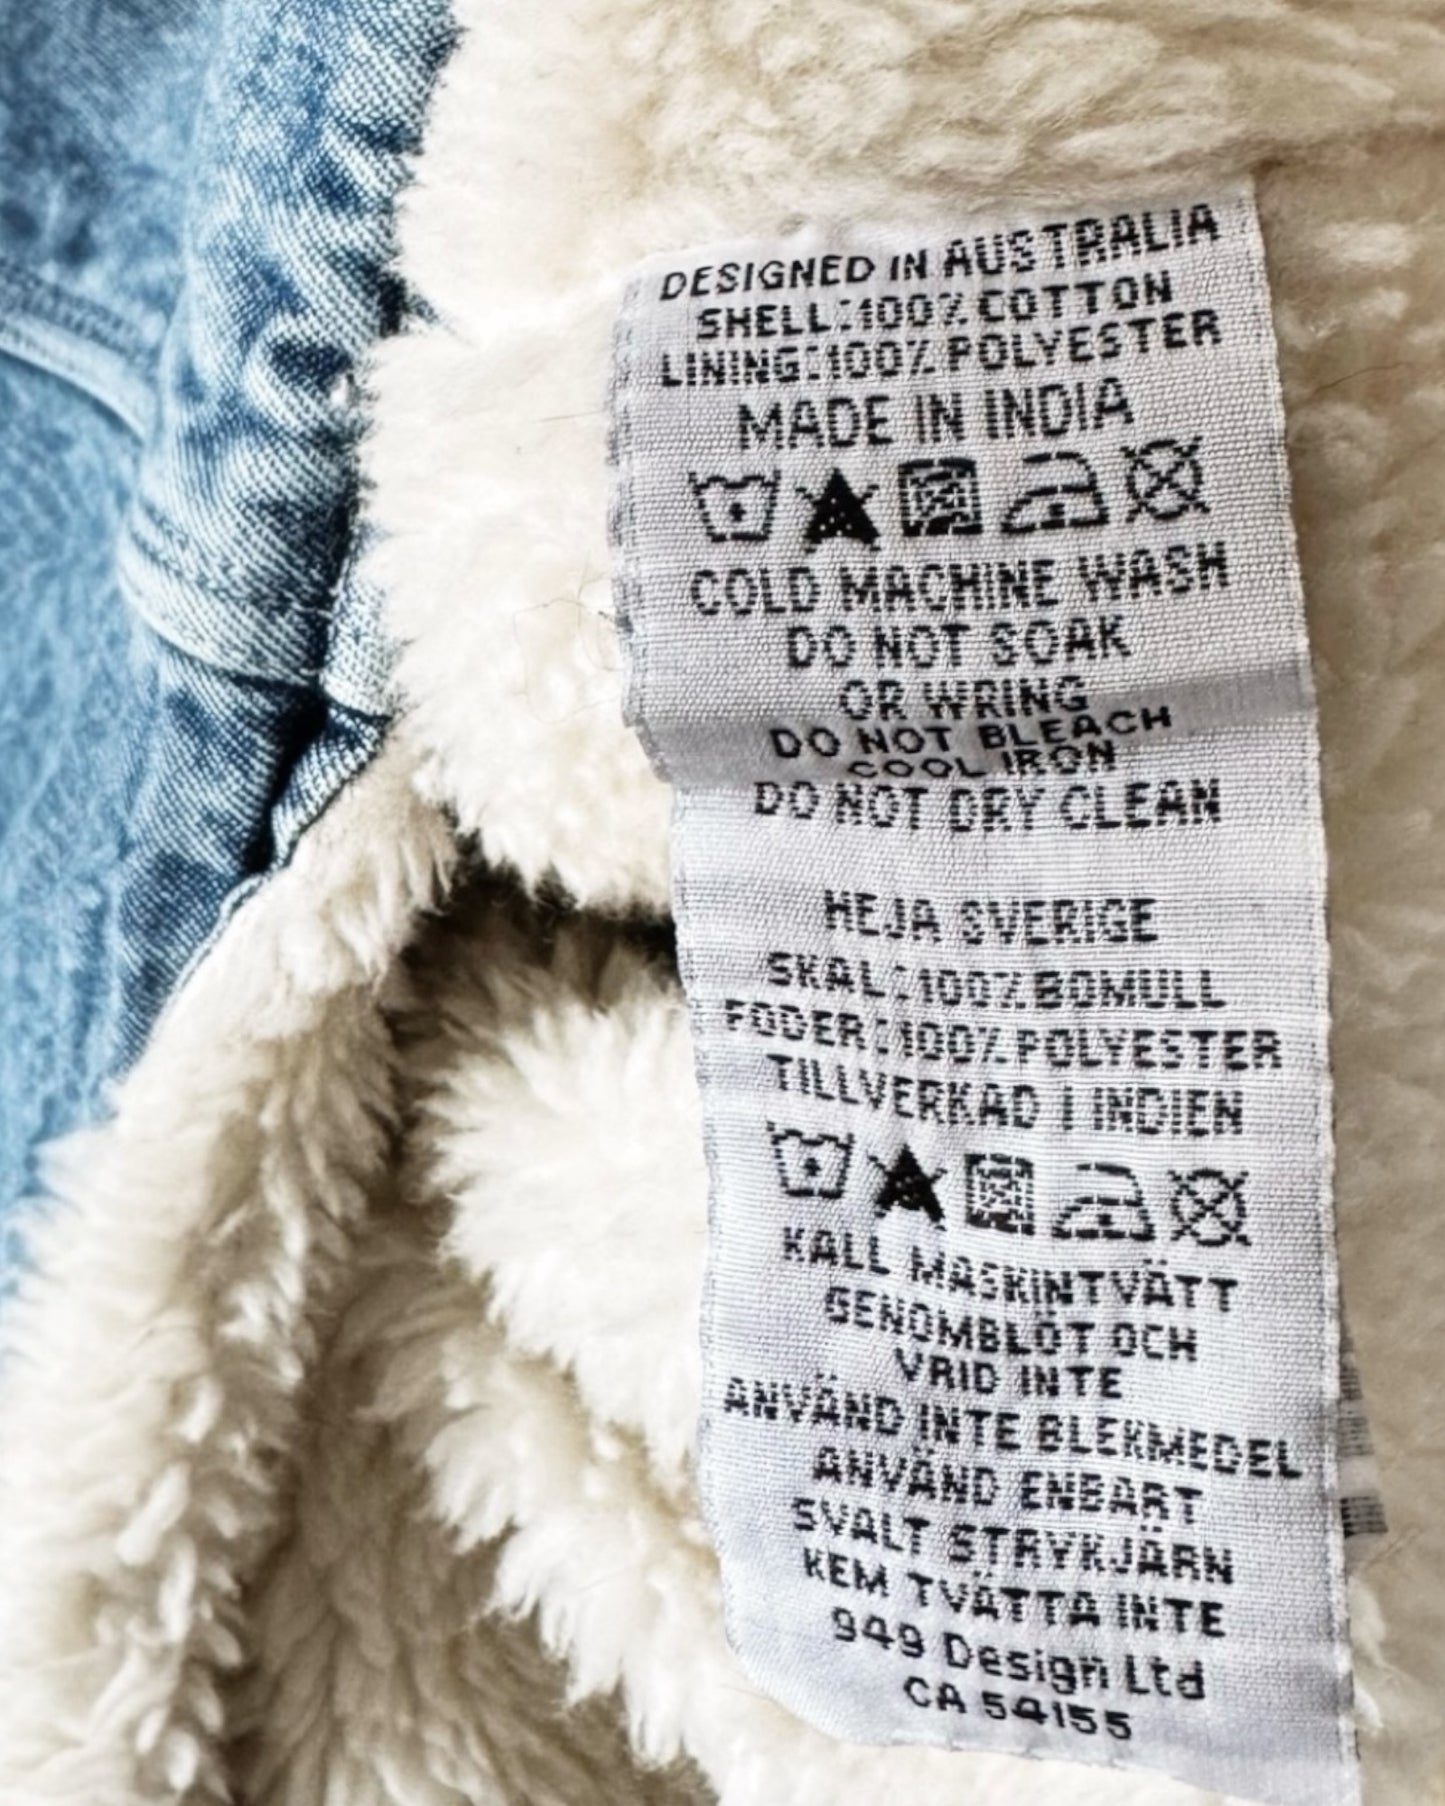 DESIGNED IN AUSTRALIA
SHELL:100% COTTON
LINING:100% POLYESTER
MADE IN INDIA
COLD MACHINE WASH
DO NOT SOAK
OR WRING
DO NOT BLEACH
COOL IRON
DO NOT DRY CLEAN
HEJA SVERIGE
SKAL:100% BOMULL
FODER:100% POLYESTER
TILLVERKAD I INDIEN
KALL MASKINTVÄTT
GENOMBLÖT OCH
VRID INTE
ANVÄND INTE BLEKMEDEL
ANVÄND ENBART
SVALT STRYKJÄRN
KEM TVÄTTA INTE
949 Design Ltd
CA 54155